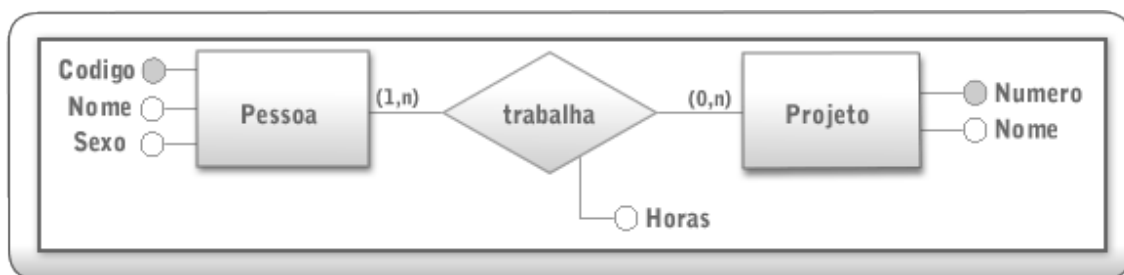 Codigo
Nome
Sexo
Pessoa
(1,n)
trabalha
(0,n)
Projeto
Numero
Nome
Horas